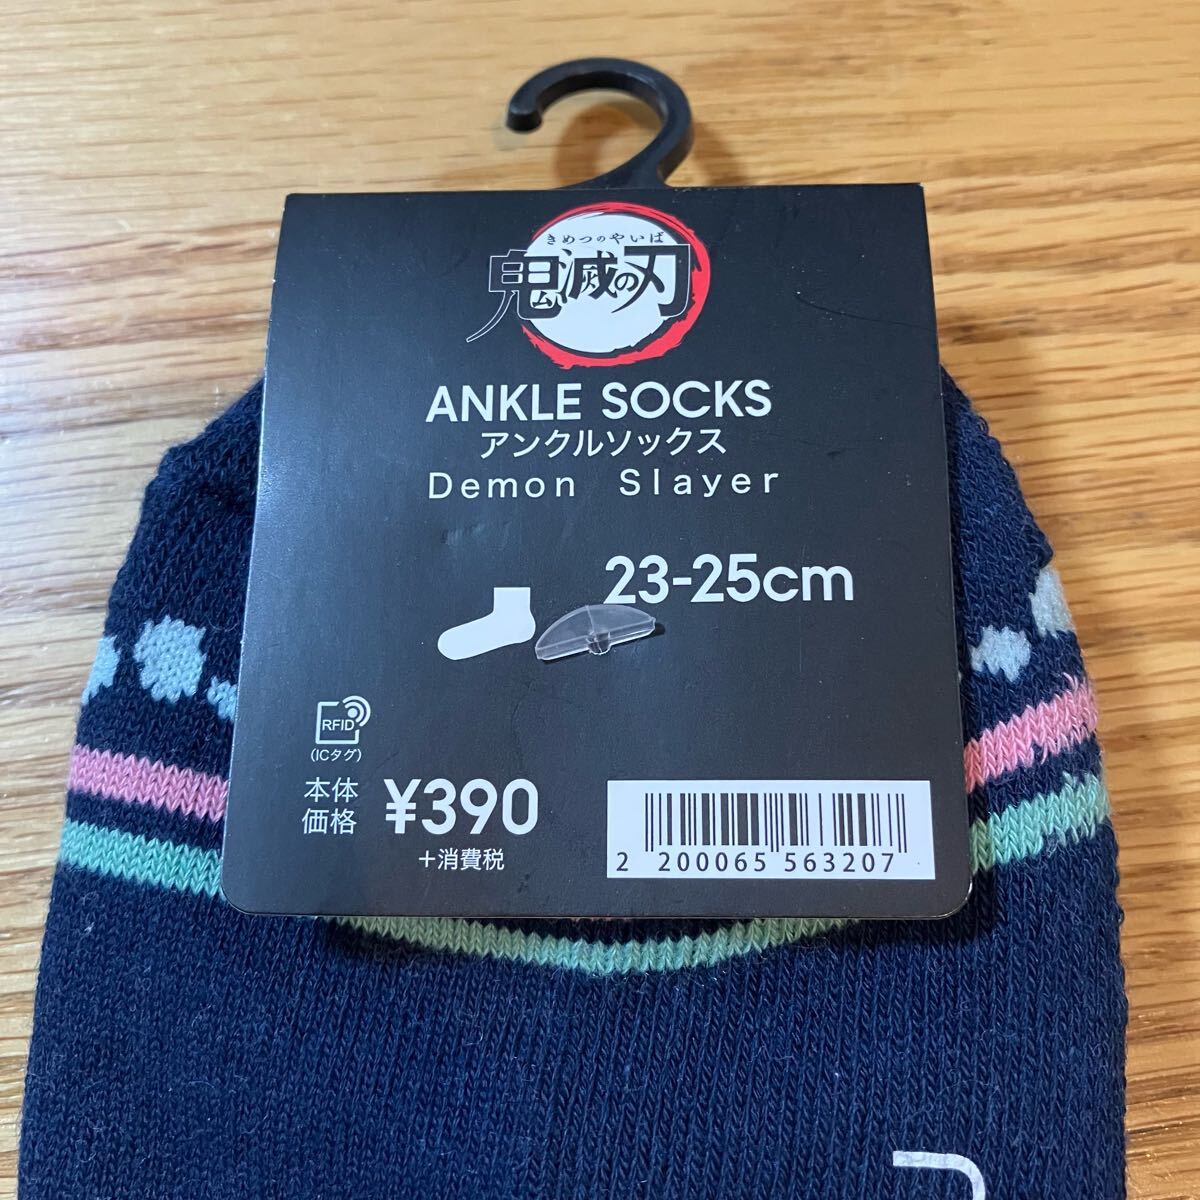 きめつのやいば
鬼滅の刃
ANKLE SOCKS
アンクルソックス
Demon Slayer
23-25cm
RFID
(ICタグ)
本体
価格
¥390
+消費税
2 200065 563207